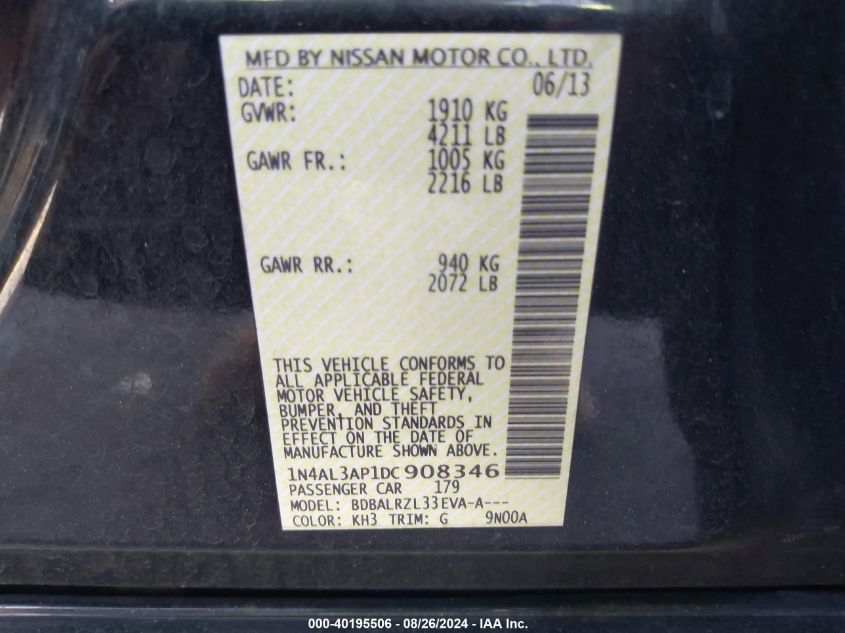 MFD BY NISSAN MOTOR CO., LTD.
DATE: 06/13
GVWR: 1910 KG
4211 LB
GAWR FR.: 1005 KG
2216 LB
GAWR RR.: 940 KG
2072 LB
THIS VEHICLE CONFORMS TO
ALL APPLICABLE FEDERAL
MOTOR VEHICLE SAFETY,
BUMPER, AND THEFT
PREVENTION STANDARDS IN
EFFECT ON THE DATE OF
MANUFACTURE SHOWN ABOVE.
1N4AL3AP1DC908346
PASSENGER CAR 179
MODEL: BDBALRZL33EVA-A---
COLOR: KH3 TRIM: G 9N00A
000-40195506 - 08/26/2024 - IAA Inc.